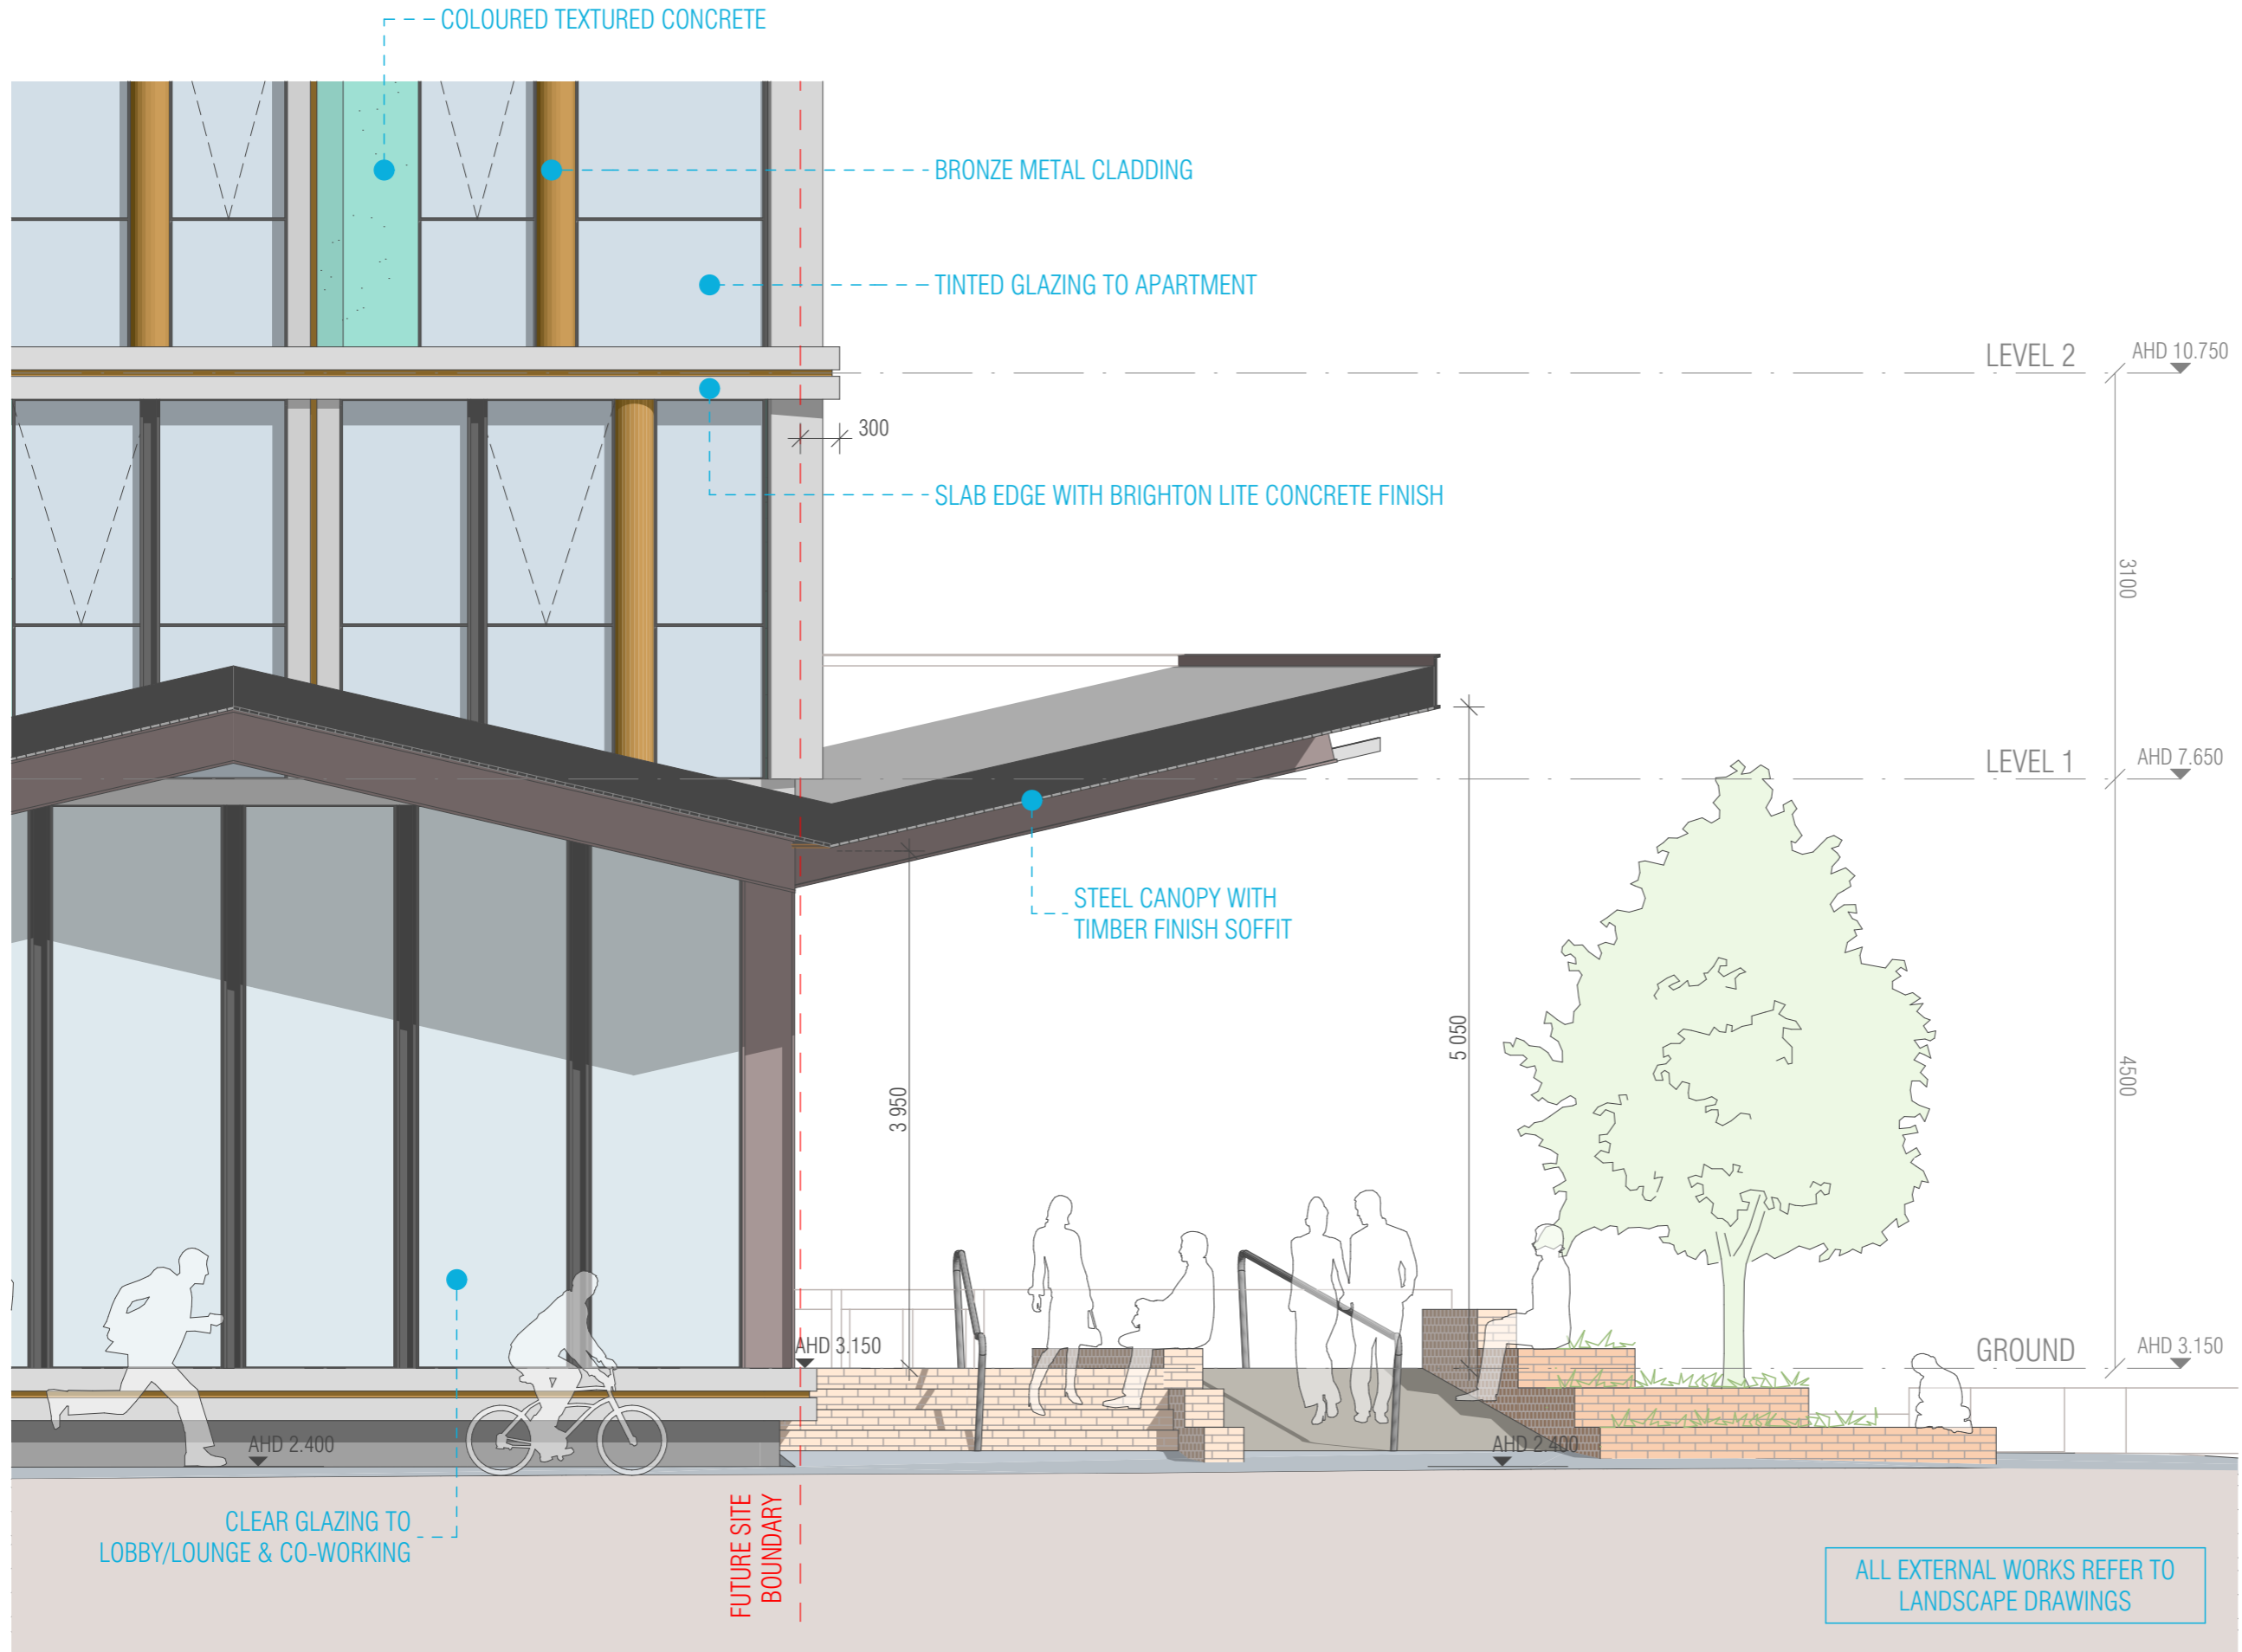 COLOURED TEXTURED CONCRETE
BRONZE METAL CLADDING
TINTED GLAZING TO APARTMENT
LEVEL 2
AHD 10.750
300
SLAB EDGE WITH BRIGHTON LITE CONCRETE FINISH
3100
LEVEL 1
AHD 7.650
STEEL CANOPY WITH
TIMBER FINISH SOFFIT
5 050
3 950
4500
AHD 3.150
GROUND
AHD 3.150
AHD 2.400
AHD 2.400
CLEAR GLAZING TO
LOBBY/LOUNGE & CO-WORKING
FUTURE SITE
BOUNDARY
ALL EXTERNAL WORKS REFER TO
LANDSCAPE DRAWINGS